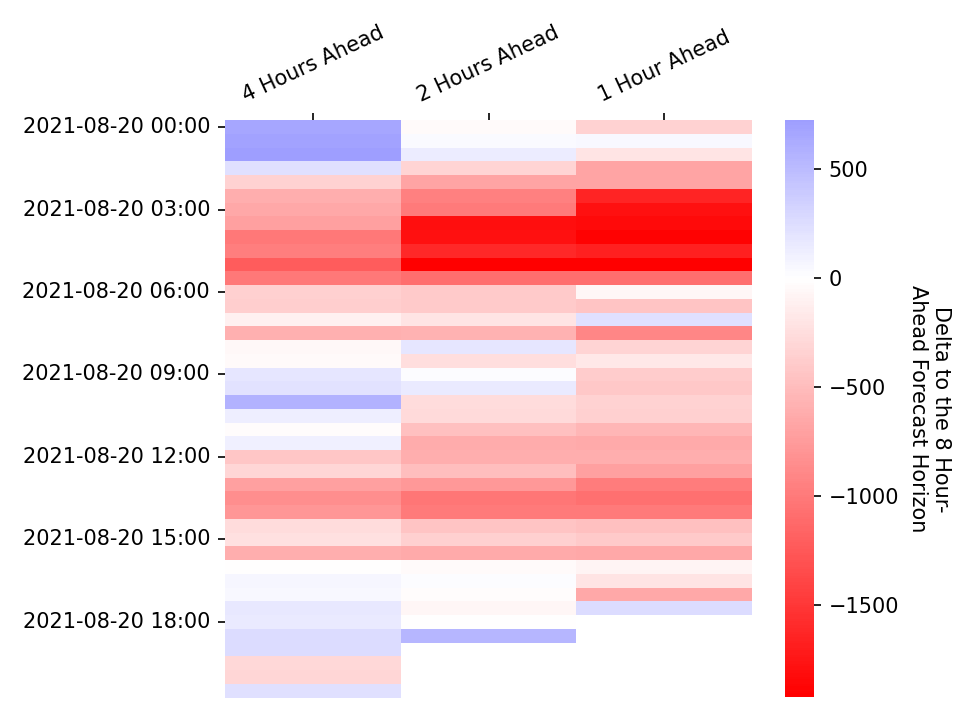 4 Hours Ahead
2 Hours Ahead
1 Hour Ahead
2021-08-20 00:00
2021-08-20 03:00
2021-08-20 06:00
2021-08-20 09:00
2021-08-20 12:00
2021-08-20 15:00
2021-08-20 18:00
500
0
−500
−1000
−1500
Delta to the 8 Hour-
Ahead Forecast Horizon